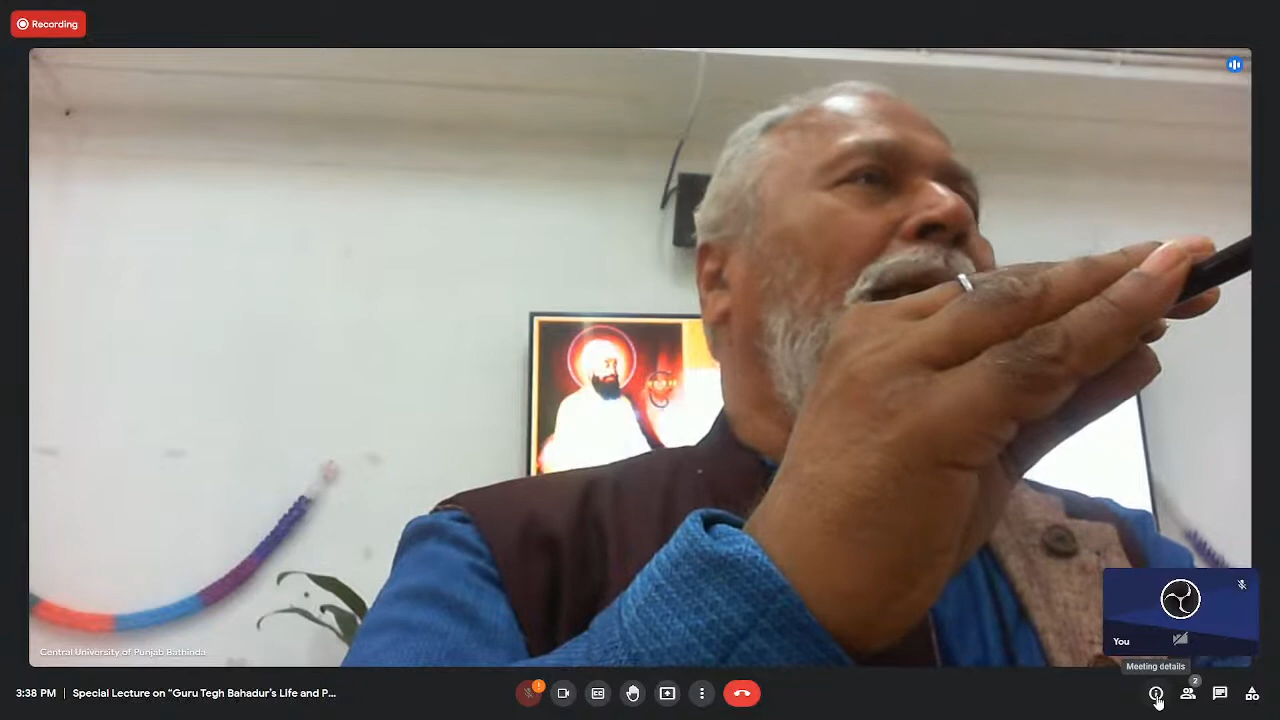 Recording
Central University of Punjab Bathinda
You
Meeting details
3:38 PM | Special Lecture on "Guru Tegh Bahadur's Life and P...
2